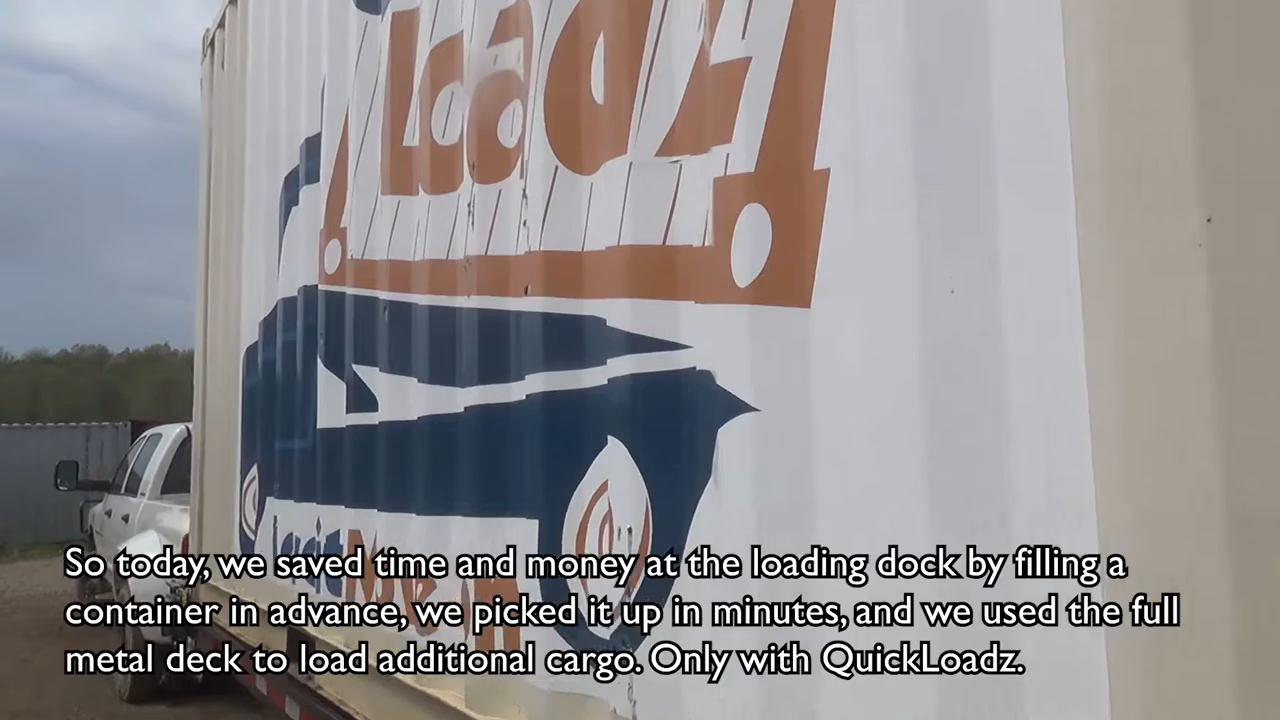 Loadz
So today, we saved time and money at the loading dock by filling a
container in advance, we picked it up in minutes, and we used the full
metal deck to load additional cargo. Only with QuickLoadz.